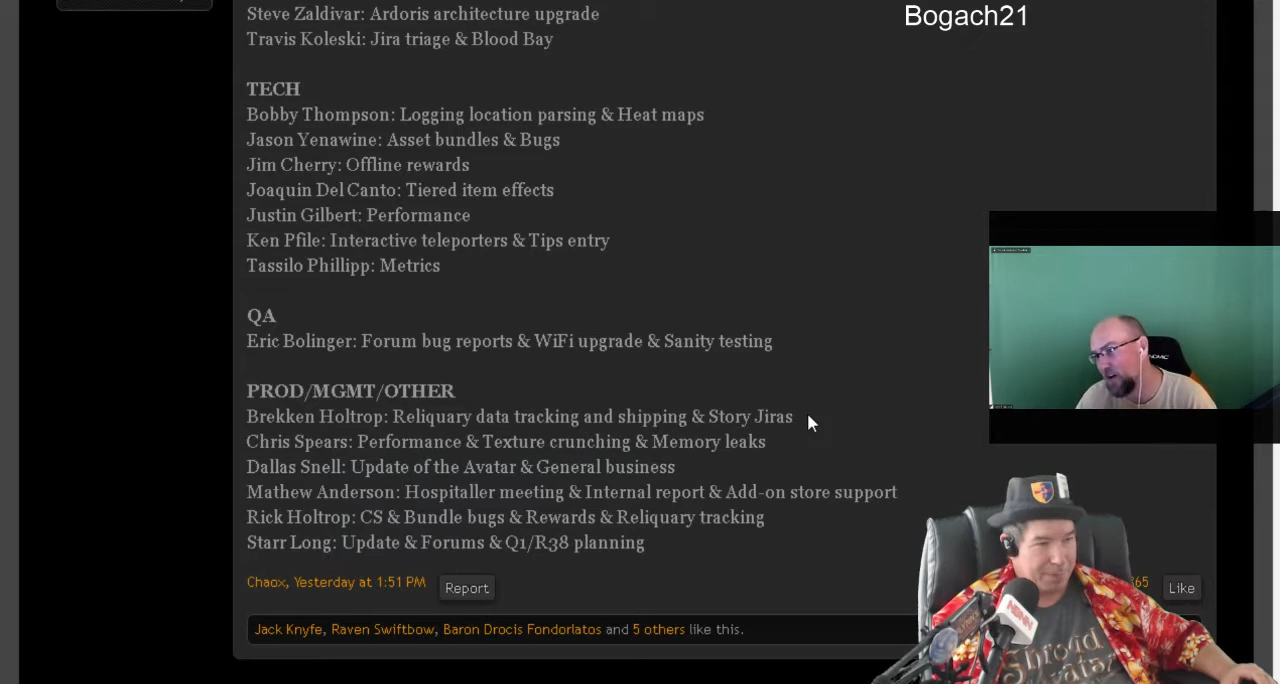 Bogach21
Steve Zaldivar: Ardoris architecture upgrade
Travis Koleski: Jira triage & Blood Bay
TECH
Bobby Thompson: Logging location parsing & Heat maps
Jason Yenawine: Asset bundles & Bugs
Jim Cherry: Offline rewards
Joaquin Del Canto: Tiered item effects
Justin Gilbert: Performance
Ken Pfile: Interactive teleporters & Tips entry
Tassilo Phillipp: Metrics
QA
Eric Bolinger: Forum bug reports & WiFi upgrade & Sanity testing
PROD/MGMT/OTHER
Brekken Holtrop: Reliquary data tracking and shipping & Story Jiras
Chris Spears: Performance & Texture crunching & Memory leaks
Dallas Snell: Update of the Avatar & General business
Mathew Anderson: Hospitaller meeting & Internal report & Add-on store support
Rick Holtrop: CS & Bundle bugs & Rewards & Reliquary tracking
Starr Long: Update & Forums & Q1/R38 planning
Chaox, Yesterday at 1:51 PM Report 65 Like
Jack Knyfe, Raven Swiftbow, Baron Drocis Fondorlatos and 5 others like this.
Shroud
Avatar